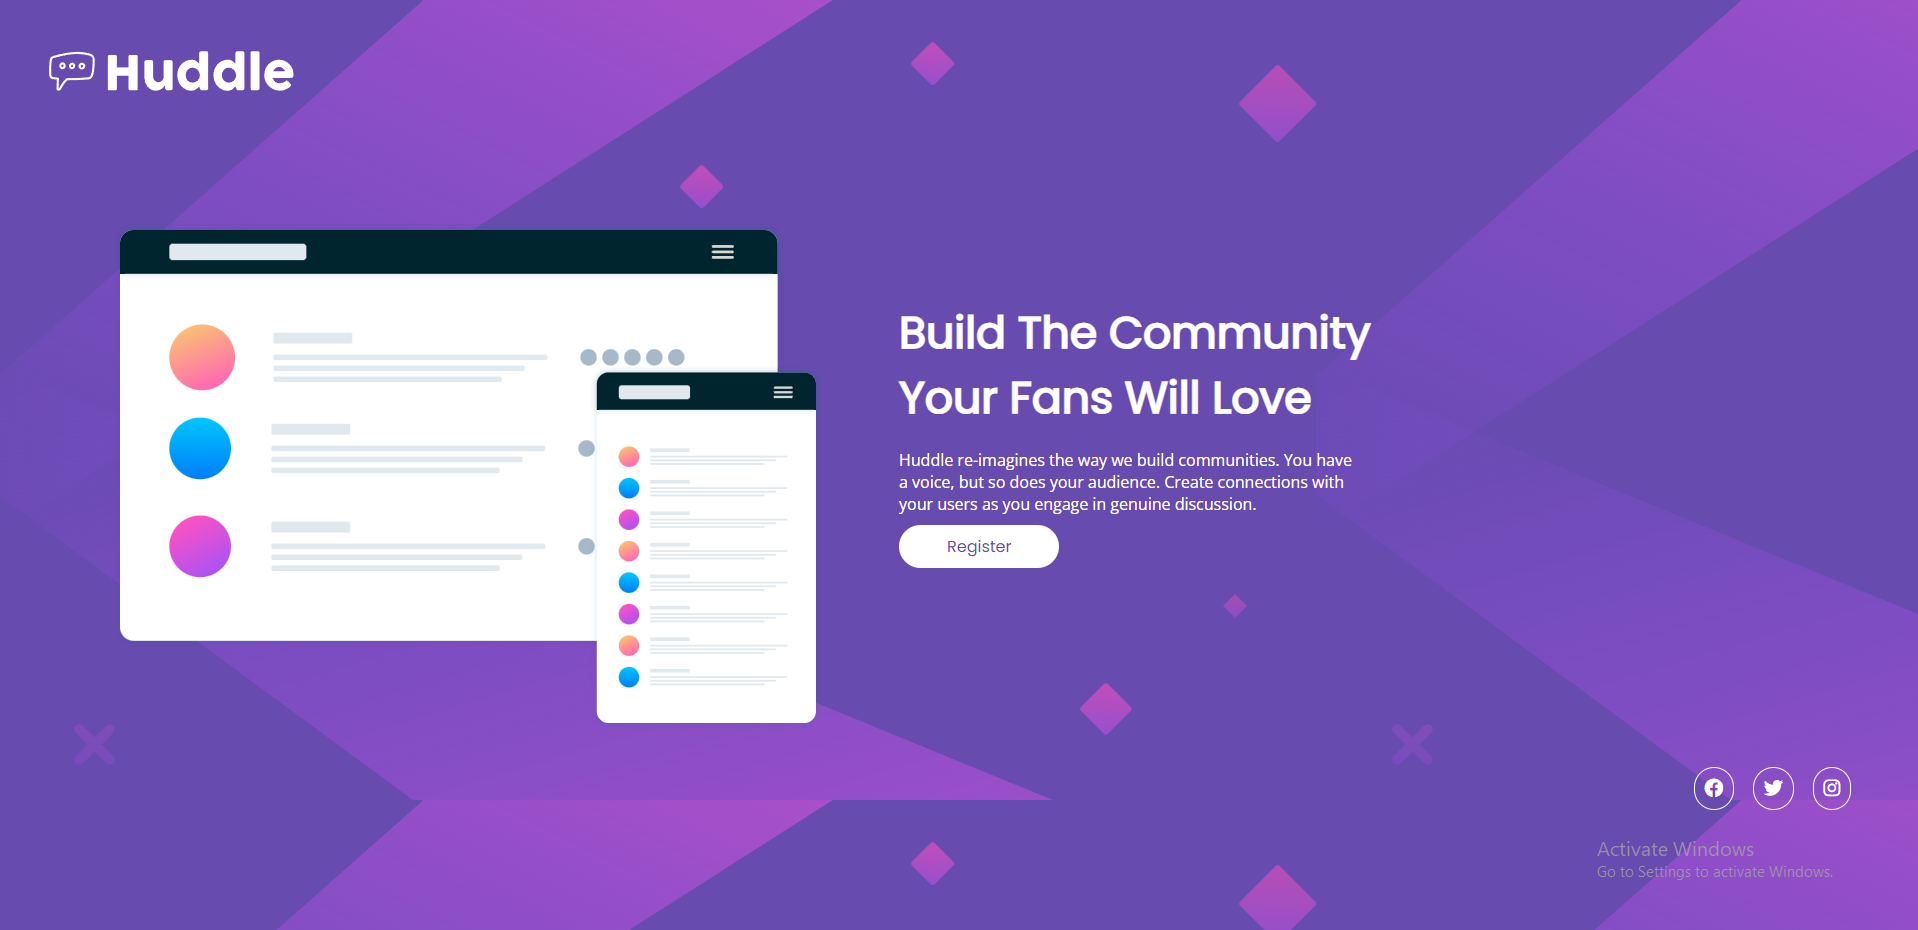 Huddle
Build The Community
Your Fans Will Love
Huddle re-imagines the way we build communities. You have
a voice, but so does your audience. Create connections with
your users as you engage in genuine discussion.
Register
Activate Windows
Go to Settings to activate Windows.